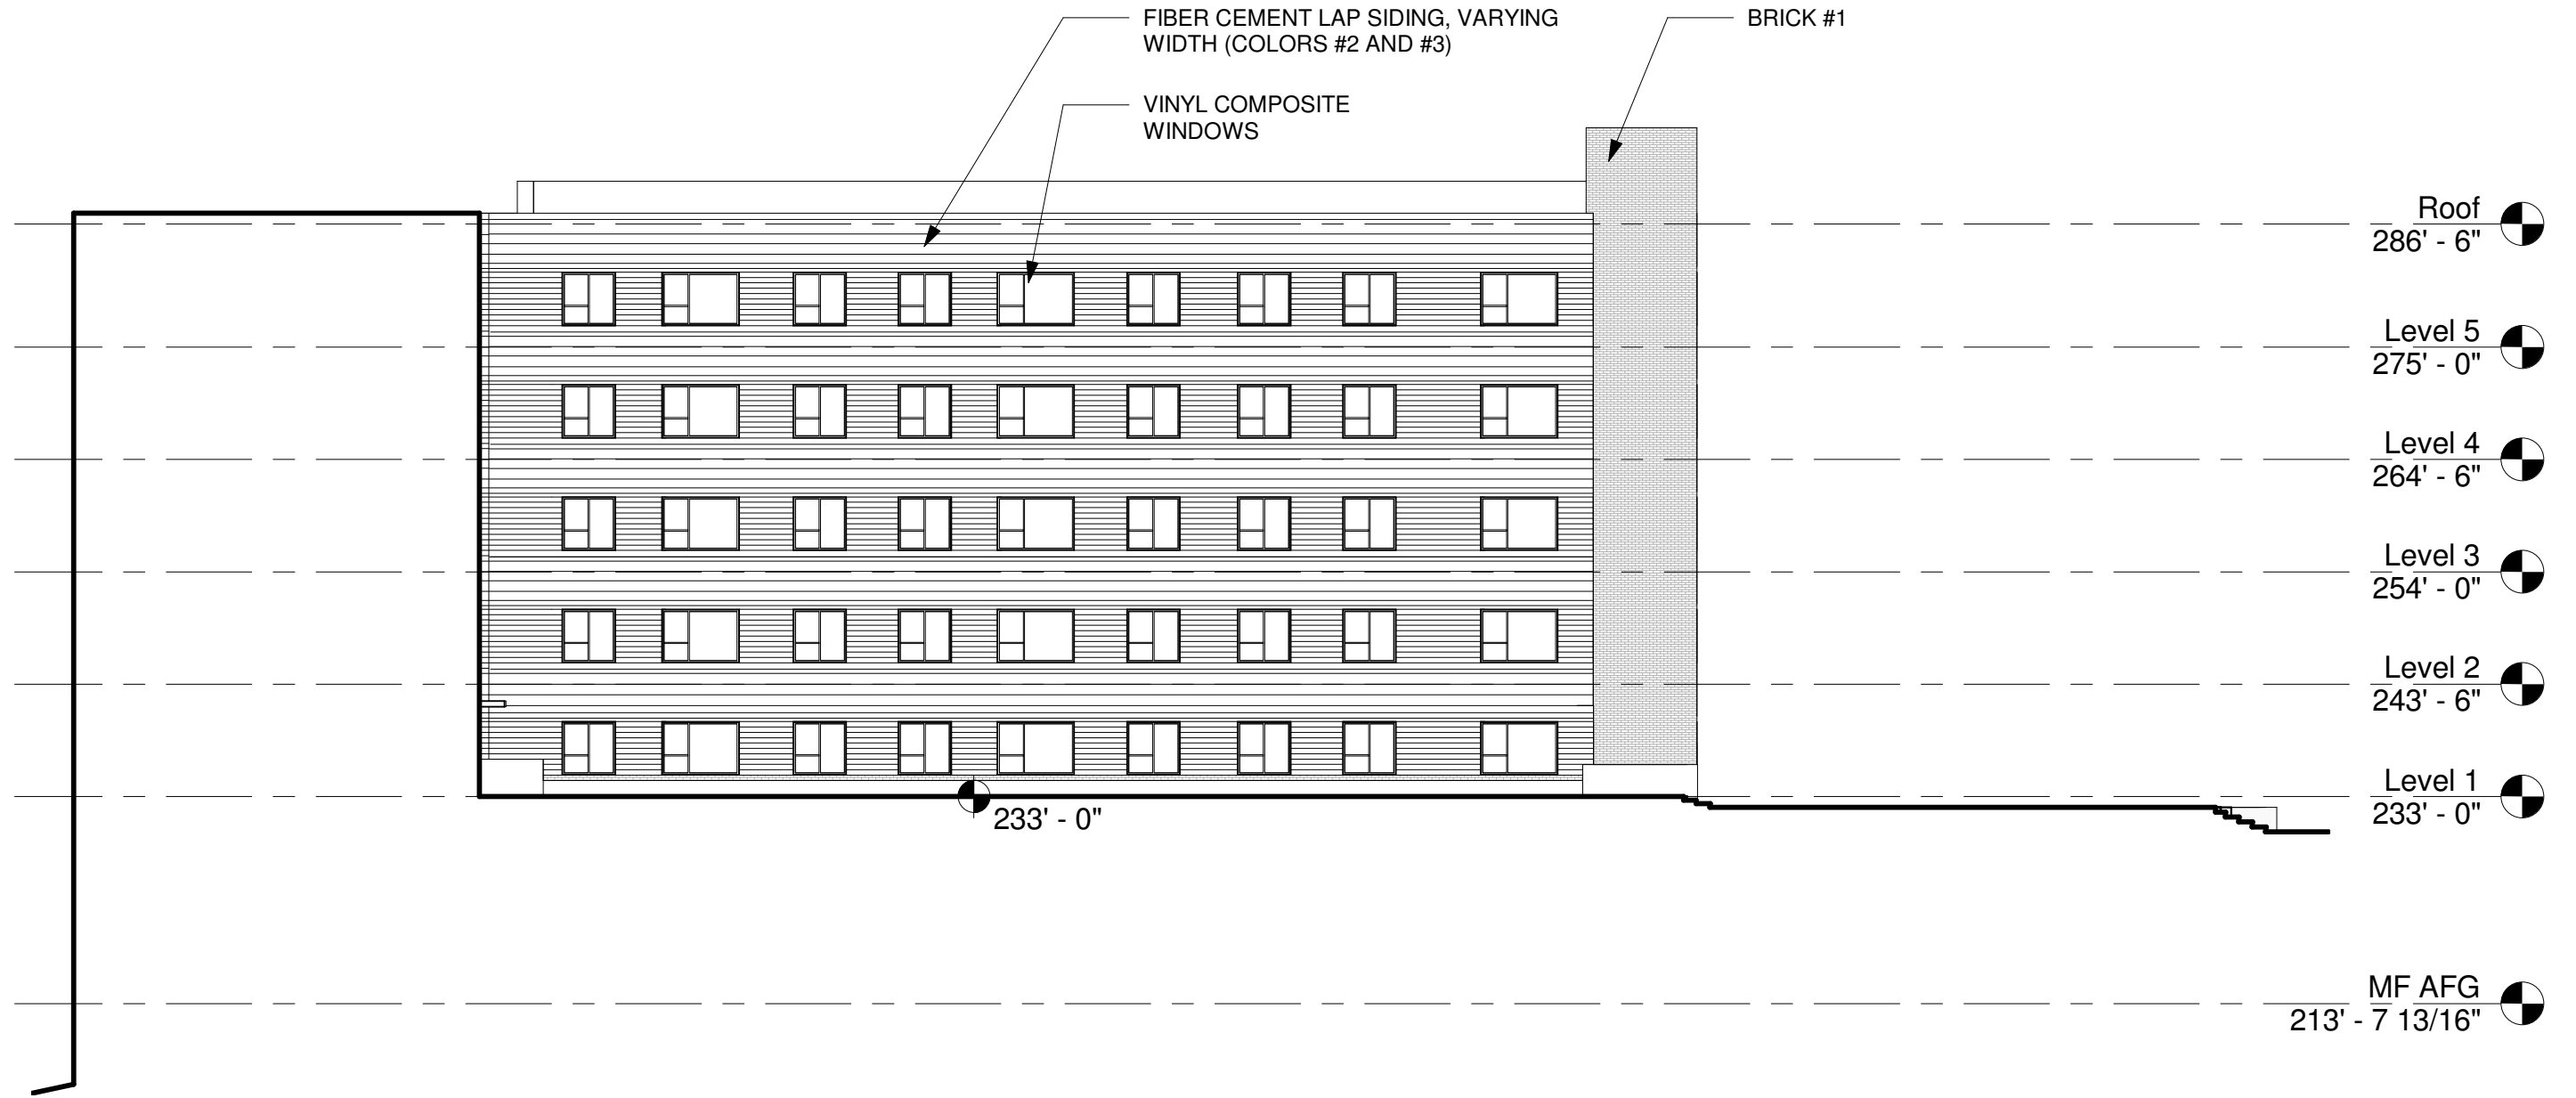 FIBER CEMENT LAP SIDING, VARYING
WIDTH (COLORS #2 AND #3)
BRICK #1
VINYL COMPOSITE
WINDOWS
Roof
286' - 6"
Level 5
275' - 0"
Level 4
264' - 6"
Level 3
254' - 0"
Level 2
243' - 6"
Level 1
233' - 0"
233' - 0"
MF AFG
213' - 7 13/16"